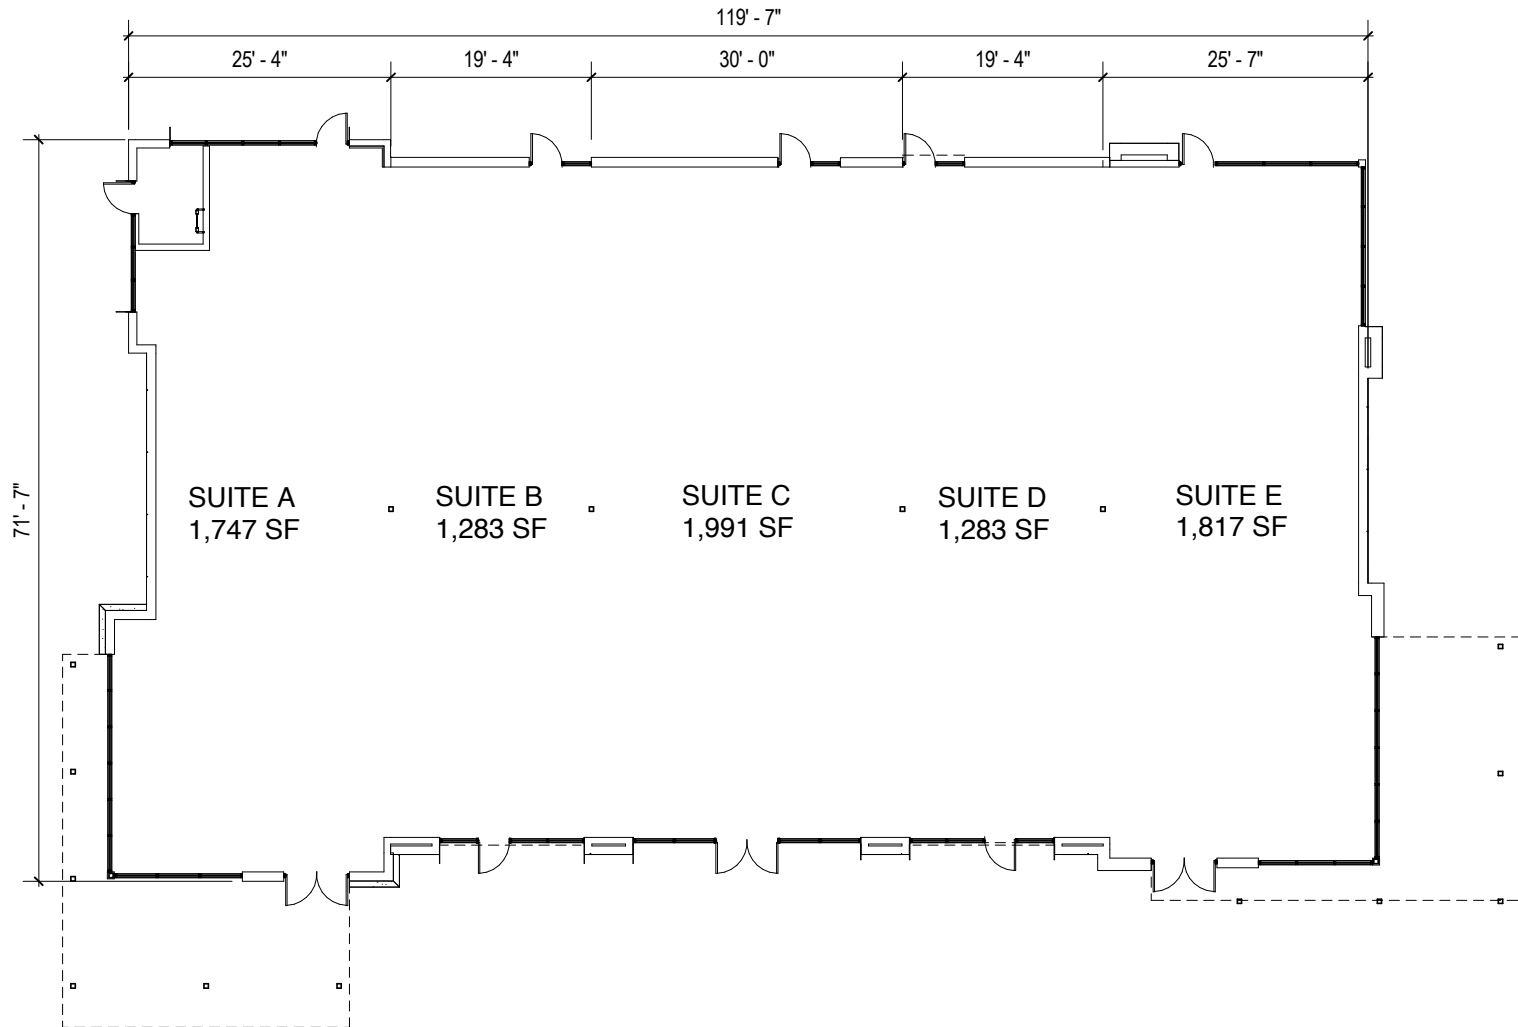 119' - 7"
25' - 4"
19' - 4"
30' - 0"
19' - 4"
25' - 7"
71' - 7"
SUITE A
1,747 SF
SUITE B
1,283 SF
SUITE C
1,991 SF
SUITE D
1,283 SF
SUITE E
1,817 SF